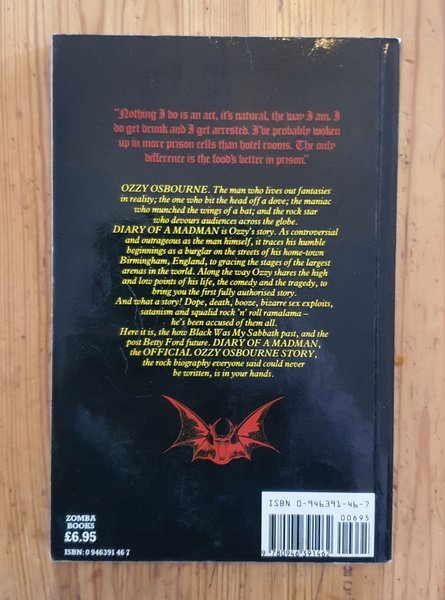 "Nothing I do is an act, it's natural, the way I am. I
do get drunk and I get arrested. I've probably woken
up in more prison cells than hotel rooms. The only
difference is the food's better in prison."
OZZY OSBOURNE. The man who lives out fantasies
in reality; the one who bit the head off a dove; the maniac
who munched the wings of a bat; and the rock star
who devours audiences across the globe.
DIARY OF A MADMAN is Ozzy's story. As controversial
and outrageous as the man himself, it traces his humble
beginnings as a burglar on the streets of his home-town
Birmingham, England, to gracing the stages of the largest
arenas in the world. Along the way Ozzy shares the high
and low points of his life, the comedy and the tragedy, to
bring you the first fully authorised story.
And what a story! Dope, death, booze, bizarre sex exploits,
satanism and squalid rock 'n' roll ramalama –
he's been accused of them all.
Here it is, the how Black Was My Sabbath past, and the
post Betty Ford future. DIARY OF A MADMAN,
the OFFICIAL OZZY OSBOURNE STORY,
the rock biography everyone said could never
be written, is in your hands.
ISBN 0-946391-46-7
00695
ZOMBA
BOOKS
£6.95
ISBN: 0 946391 46 7